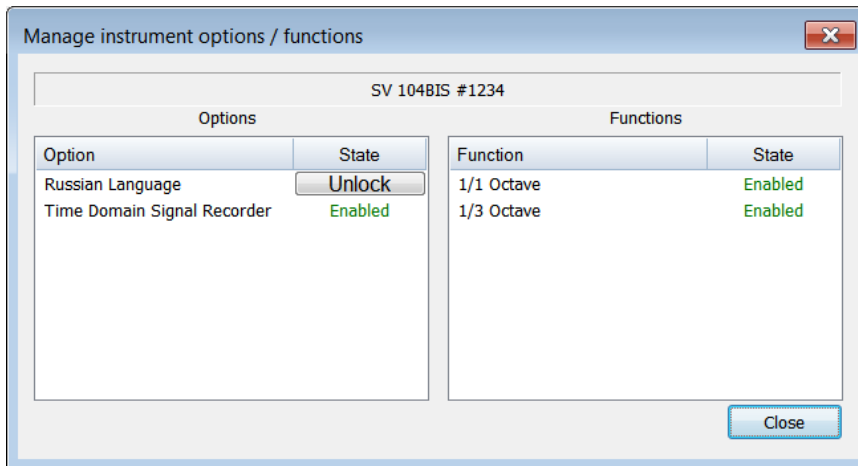 Manage instrument options / functions
SV 104BIS #1234
Options
Functions
Option State
Function State
Russian Language Unlock
1/1 Octave Enabled
Time Domain Signal Recorder Enabled
1/3 Octave Enabled
Close